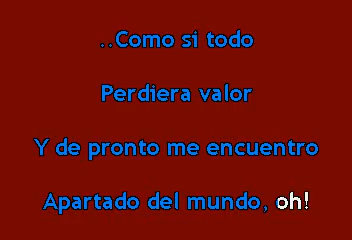 ..Como si todo
Perdiera valor
Y de pronto me encuentro
Apartado del mundo, oh!